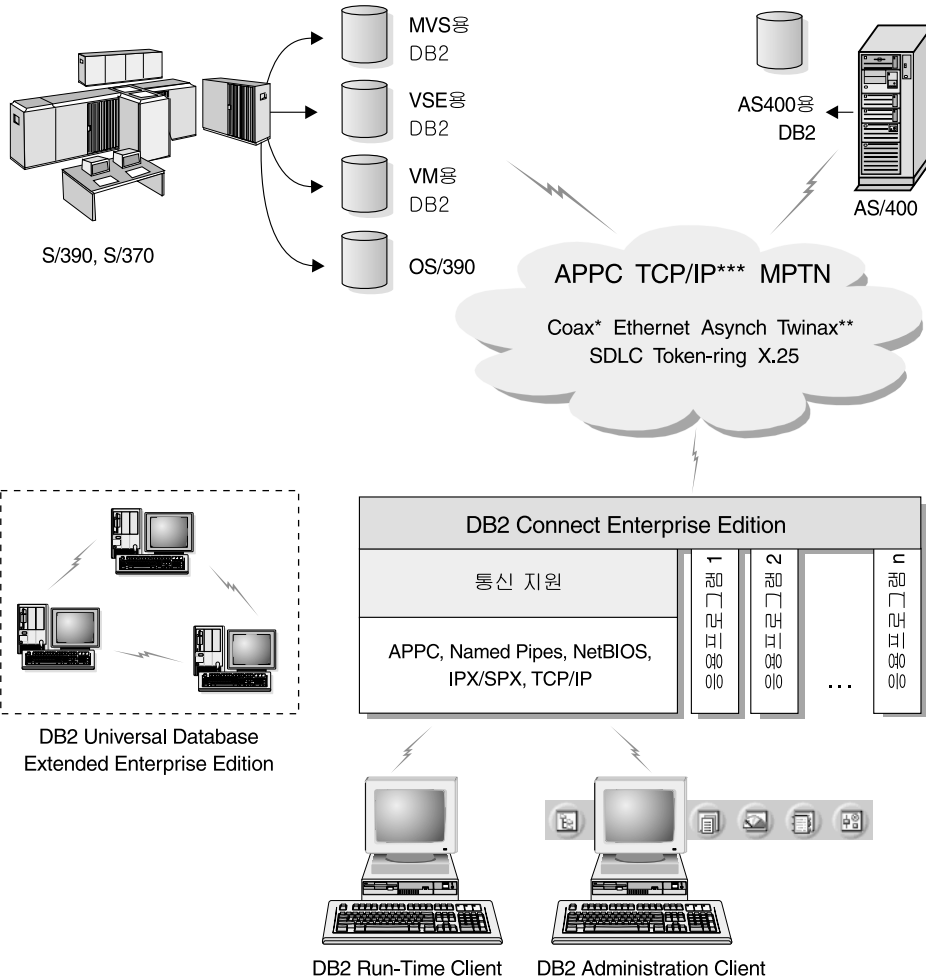 MVS용
DB2
VSE용
DB2
VM용
DB2
OS/390
S/390, S/370
AS400용
DB2
AS/400
APPC TCP/IP*** MPTN
Coax* Ethernet Asynch Twinax**
SDLC Token-ring X.25
DB2 Connect Enterprise Edition
통신 지원
APPC, Named Pipes, NetBIOS,
IPX/SPX, TCP/IP
응용프로그램 1
응용프로그램 2
...
응용프로그램 n
DB2 Universal Database
Extended Enterprise Edition
DB2 Run-Time Client
DB2 Administration Client